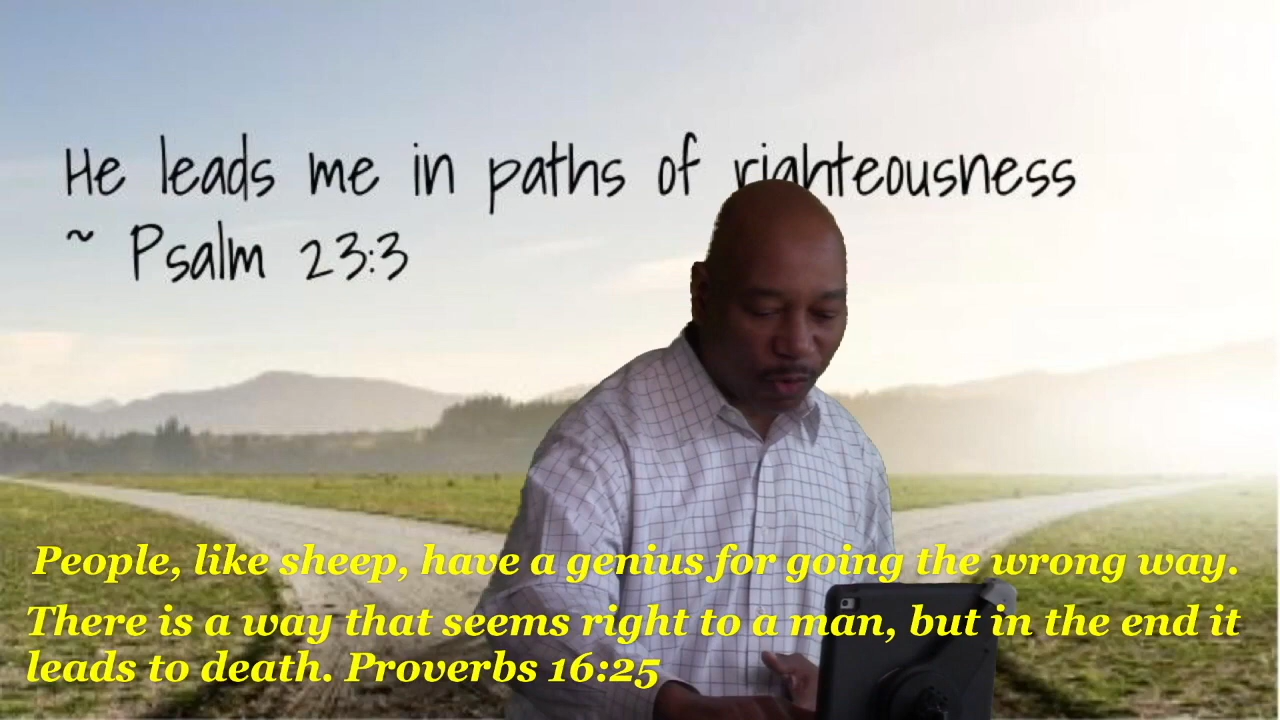 He leads me in paths of righteousness
~ Psalm 23:3
People, like sheep, have a genius for going the wrong way.
There is a way that seems right to a man, but in the end it
leads to death. Proverbs 16:25